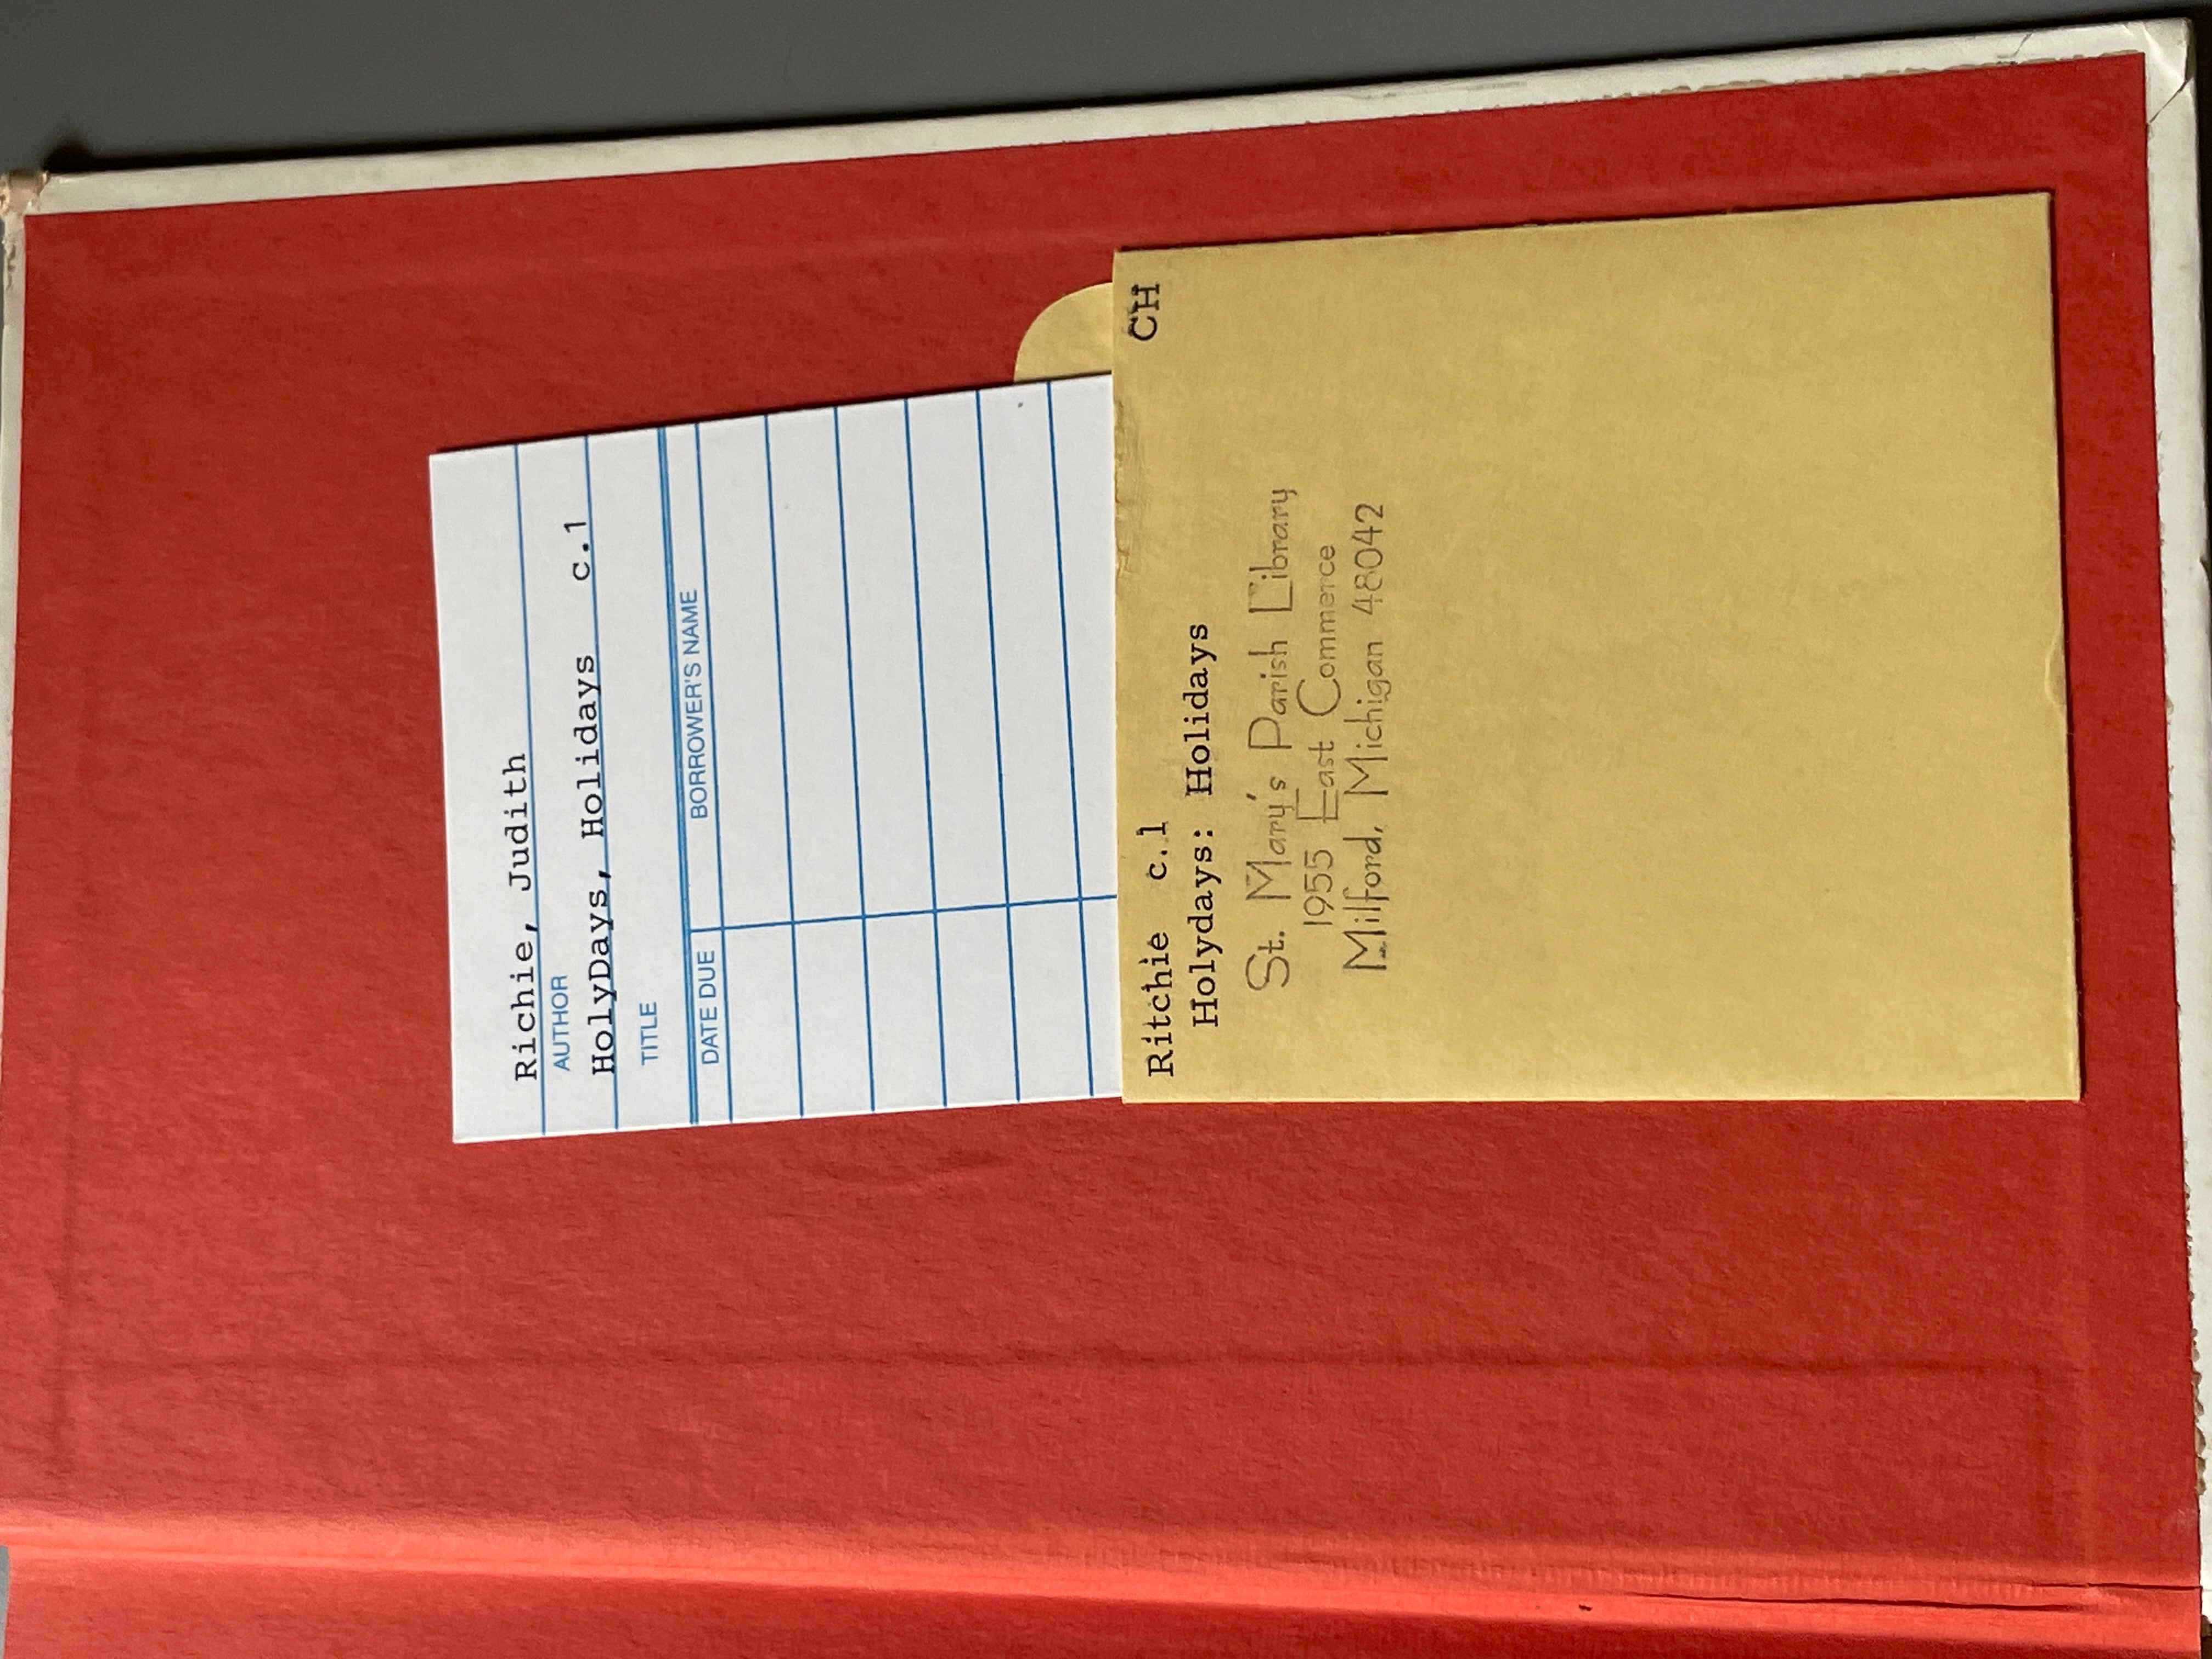 Richie, Judith
AUTHOR
HolyDays, Holidays c.1
TITLE
DATE DUE BORROWER'S NAME
CH
Ritchie c.1
Holydays: Holidays
St. Mary's Parish Library
1955 East Commerce
Milford, Michigan 48042